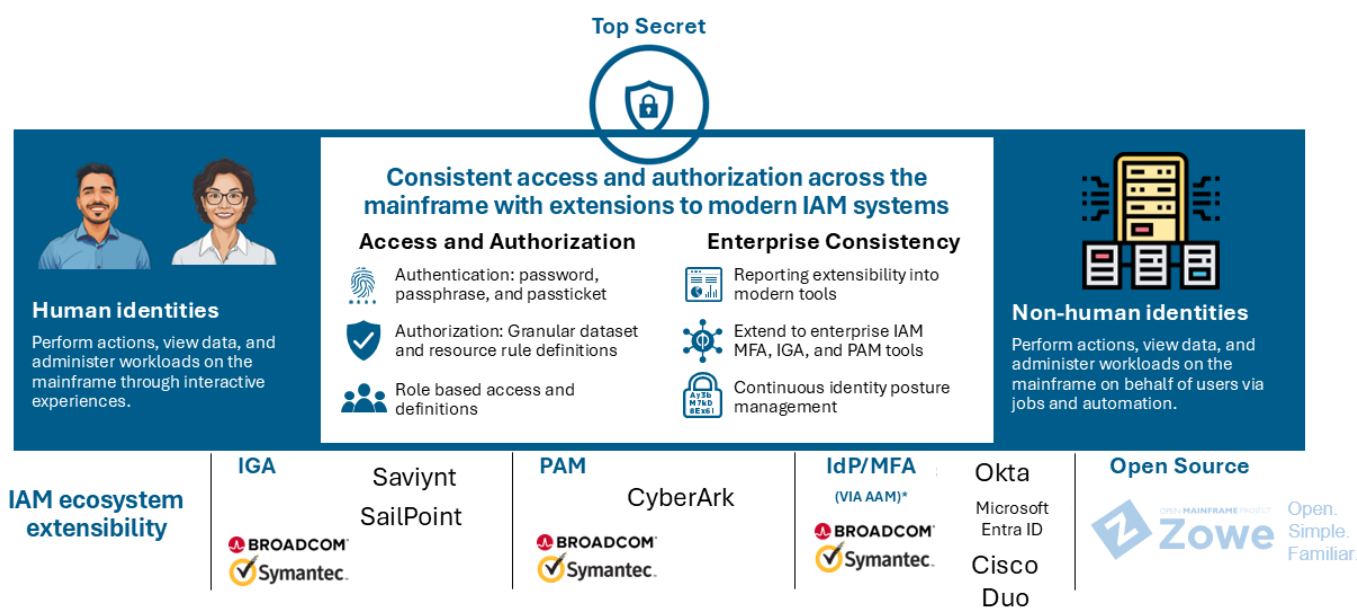 Top Secret
Consistent access and authorization across the
mainframe with extensions to modern IAM systems
Human identities
Perform actions, view data, and
administer workloads on the
mainframe through interactive
experiences.
Access and Authorization
Authentication: password,
passphrase, and passticket
Authorization: Granular dataset
and resource rule definitions
Role based access and
definitions
Enterprise Consistency
Reporting extensibility into
modern tools
Extend to enterprise IAM
MFA, IGA, and PAM tools
Ay3b
M7kD
8Ex6l
Continuous identity posture
management
Non-human identities
Perform actions, view data, and
administer workloads on the
mainframe on behalf of users via
jobs and automation.
IAM ecosystem
extensibility
IGA
Saviynt
SailPoint
BROADCOM
Symantec.
PAM
CyberArk
BROADCOM
Symantec.
IdP/MFA
(VIA AAM)*
BROADCOM
Symantec.
Okta
Microsoft
Entra ID
Cisco
Duo
Open Source
OPEN MAINFRAME PROJECT
Zowe
Open.
Simple.
Familiar.